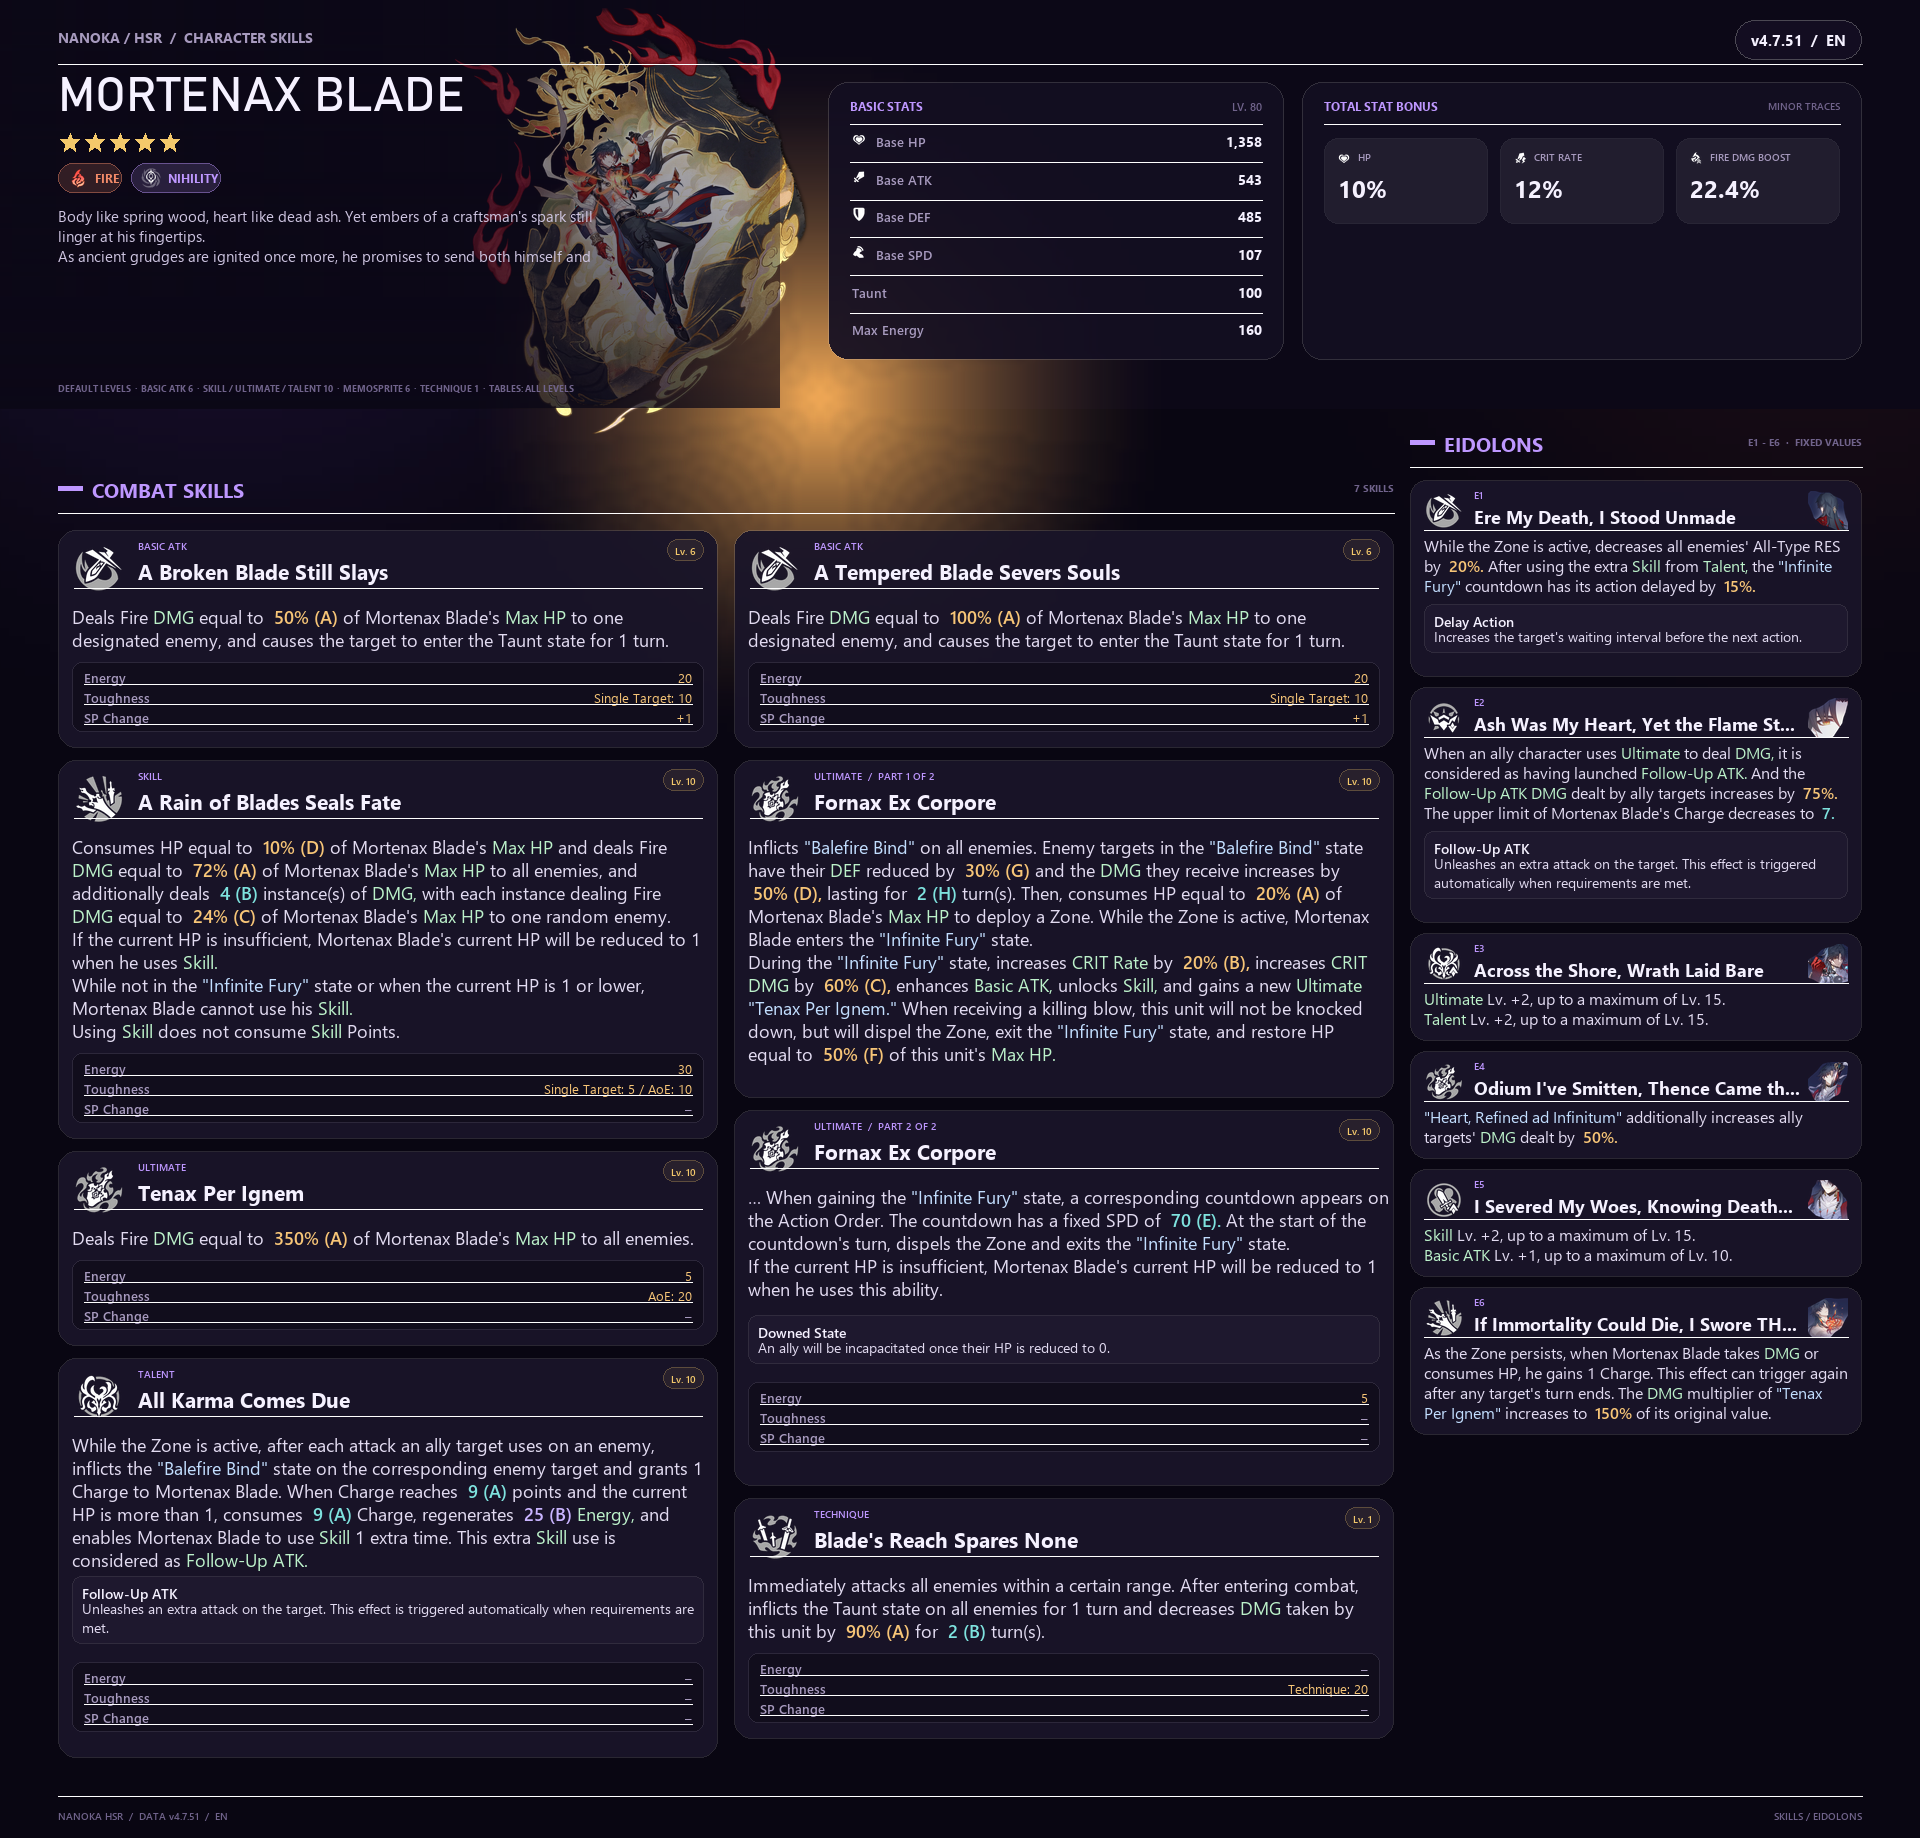 NANOKA / HSR / CHARACTER SKILLS
v4.7.51 / EN
MORTENAX BLADE
FIRE
NIHILITY
Body like spring wood, heart like dead ash. Yet embers of a craftsman's spark still
linger at his fingertips.
As ancient grudges are ignited once more, he promises to send both himself and
DEFAULT LEVELS · BASIC ATK 6 · SKILL / ULTIMATE / TALENT 10 · MEMOSPRITE 6 · TECHNIQUE 1 · TABLES: ALL LEVELS
BASIC STATS LV. 80
Base HP 1,358
Base ATK 543
Base DEF 485
Base SPD 107
Taunt 100
Max Energy 160
TOTAL STAT BONUS MINOR TRACES
HP
10%
CRIT RATE
12%
FIRE DMG BOOST
22.4%
COMBAT SKILLS 7 SKILLS
BASIC ATK Lv. 6
A Broken Blade Still Slays
Deals Fire DMG equal to 50% (A) of Mortenax Blade's Max HP to one
designated enemy, and causes the target to enter the Taunt state for 1 turn.
Energy 20
Toughness Single Target: 10
SP Change +1
BASIC ATK Lv. 6
A Tempered Blade Severs Souls
Deals Fire DMG equal to 100% (A) of Mortenax Blade's Max HP to one
designated enemy, and causes the target to enter the Taunt state for 1 turn.
Energy 20
Toughness Single Target: 10
SP Change +1
SKILL Lv. 10
A Rain of Blades Seals Fate
Consumes HP equal to 10% (D) of Mortenax Blade's Max HP and deals Fire
DMG equal to 72% (A) of Mortenax Blade's Max HP to all enemies, and
additionally deals 4 (B) instance(s) of DMG, with each instance dealing Fire
DMG equal to 24% (C) of Mortenax Blade's Max HP to one random enemy.
If the current HP is insufficient, Mortenax Blade's current HP will be reduced to 1
when he uses Skill.
While not in the "Infinite Fury" state or when the current HP is 1 or lower,
Mortenax Blade cannot use his Skill.
Using Skill does not consume Skill Points.
Energy 30
Toughness Single Target: 5 / AoE: 10
SP Change –
ULTIMATE Lv. 10
Tenax Per Ignem
Deals Fire DMG equal to 350% (A) of Mortenax Blade's Max HP to all enemies.
Energy 5
Toughness AoE: 20
SP Change –
TALENT Lv. 10
All Karma Comes Due
While the Zone is active, after each attack an ally target uses on an enemy,
inflicts the "Balefire Bind" state on the corresponding enemy target and grants 1
Charge to Mortenax Blade. When Charge reaches 9 (A) points and the current
HP is more than 1, consumes 9 (A) Charge, regenerates 25 (B) Energy, and
enables Mortenax Blade to use Skill 1 extra time. This extra Skill use is
considered as Follow-Up ATK.
Follow-Up ATK
Unleashes an extra attack on the target. This effect is triggered automatically when requirements are
met.
Energy –
Toughness –
SP Change –
ULTIMATE / PART 1 OF 2 Lv. 10
Fornax Ex Corpore
Inflicts "Balefire Bind" on all enemies. Enemy targets in the "Balefire Bind" state
have their DEF reduced by 30% (G) and the DMG they receive increases by
50% (D), lasting for 2 (H) turn(s). Then, consumes HP equal to 20% (A) of
Mortenax Blade's Max HP to deploy a Zone. While the Zone is active, Mortenax
Blade enters the "Infinite Fury" state.
During the "Infinite Fury" state, increases CRIT Rate by 20% (B), increases CRIT
DMG by 60% (C), enhances Basic ATK, unlocks Skill, and gains a new Ultimate
"Tenax Per Ignem." When receiving a killing blow, this unit will not be knocked
down, but will dispel the Zone, exit the "Infinite Fury" state, and restore HP
equal to 50% (F) of this unit's Max HP.
ULTIMATE / PART 2 OF 2 Lv. 10
Fornax Ex Corpore
... When gaining the "Infinite Fury" state, a corresponding countdown appears on
the Action Order. The countdown has a fixed SPD of 70 (E). At the start of the
countdown's turn, dispels the Zone and exits the "Infinite Fury" state.
If the current HP is insufficient, Mortenax Blade's current HP will be reduced to 1
when he uses this ability.
Downed State
An ally will be incapacitated once their HP is reduced to 0.
Energy 5
Toughness –
SP Change –
TECHNIQUE Lv. 1
Blade's Reach Spares None
Immediately attacks all enemies within a certain range. After entering combat,
inflicts the Taunt state on all enemies for 1 turn and decreases DMG taken by
this unit by 90% (A) for 2 (B) turn(s).
Energy –
Toughness Technique: 20
SP Change –
EIDOLONS E1 - E6 · FIXED VALUES
E1
Ere My Death, I Stood Unmade
While the Zone is active, decreases all enemies' All-Type RES
by 20%. After using the extra Skill from Talent, the "Infinite
Fury" countdown has its action delayed by 15%.
Delay Action
Increases the target's waiting interval before the next action.
E2
Ash Was My Heart, Yet the Flame St...
When an ally character uses Ultimate to deal DMG, it is
considered as having launched Follow-Up ATK. And the
Follow-Up ATK DMG dealt by ally targets increases by 75%.
The upper limit of Mortenax Blade's Charge decreases to 7.
Follow-Up ATK
Unleashes an extra attack on the target. This effect is triggered
automatically when requirements are met.
E3
Across the Shore, Wrath Laid Bare
Ultimate Lv. +2, up to a maximum of Lv. 15.
Talent Lv. +2, up to a maximum of Lv. 15.
E4
Odium I've Smitten, Thence Came th...
"Heart, Refined ad Infinitum" additionally increases ally
targets' DMG dealt by 50%.
E5
I Severed My Woes, Knowing Death...
Skill Lv. +2, up to a maximum of Lv. 15.
Basic ATK Lv. +1, up to a maximum of Lv. 10.
E6
If Immortality Could Die, I Swore TH...
As the Zone persists, when Mortenax Blade takes DMG or
consumes HP, he gains 1 Charge. This effect can trigger again
after any target's turn ends. The DMG multiplier of "Tenax
Per Ignem" increases to 150% of its original value.
NANOKA HSR / DATA v4.7.51 / EN
SKILLS / EIDOLONS